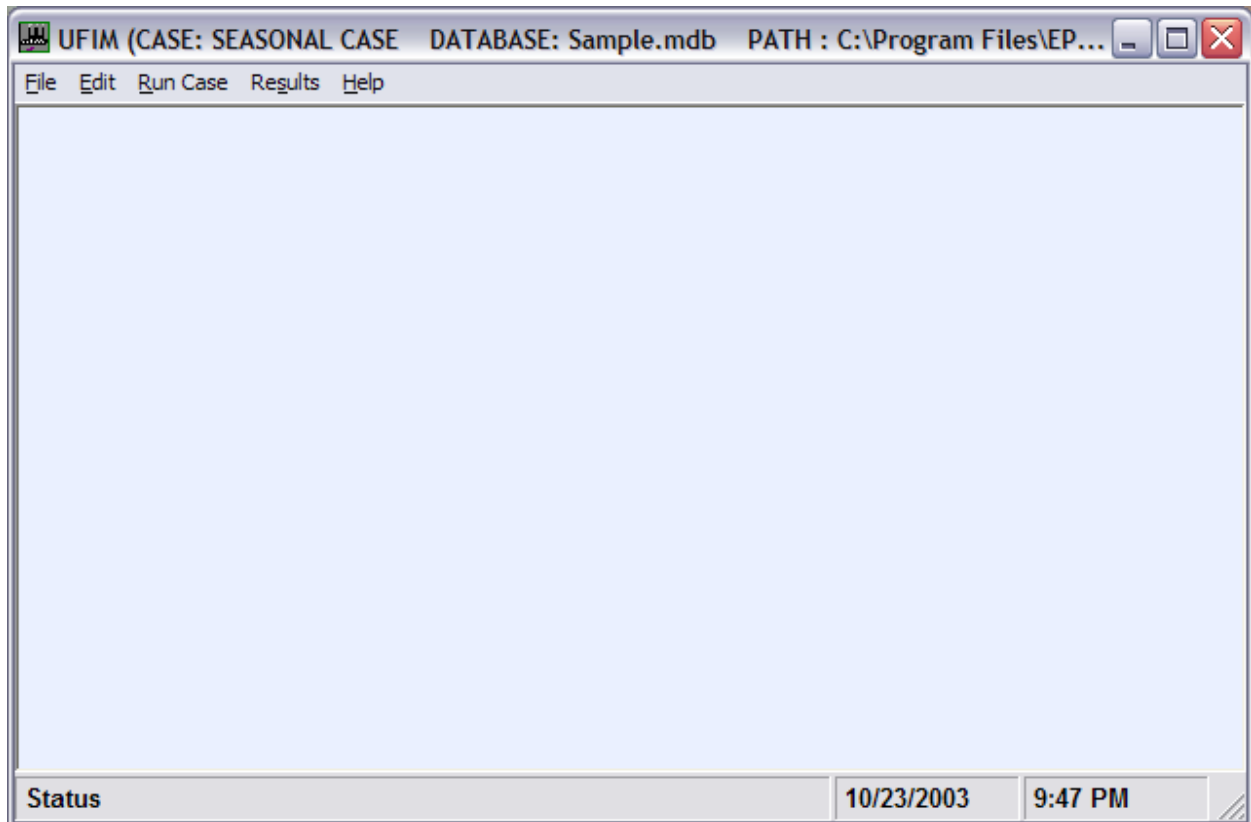 UFIM (CASE: SEASONAL CASE DATABASE: Sample.mdb PATH : C:\Program Files\EP...
File Edit Run Case Results Help
Status 10/23/2003 9:47 PM